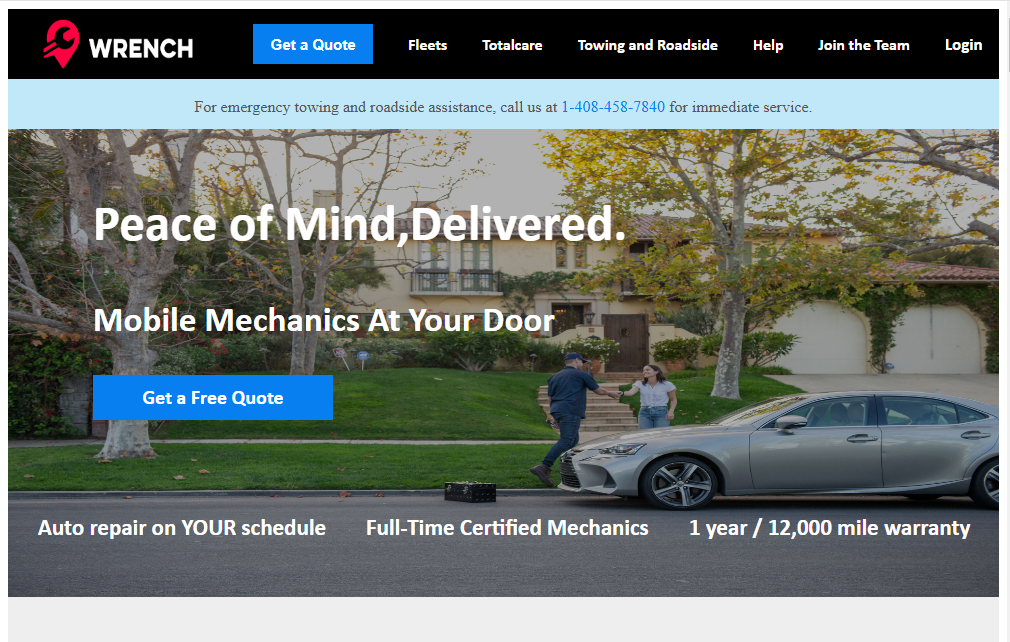 WRENCH
Get a Quote
Fleets
Totalcare
Towing and Roadside
Help
Join the Team
Login
For emergency towing and roadside assistance, call us at 1-408-458-7840 for immediate service.
Peace of Mind,Delivered.
Mobile Mechanics At Your Door
Get a Free Quote
Auto repair on YOUR schedule
Full-Time Certified Mechanics
1 year / 12,000 mile warranty